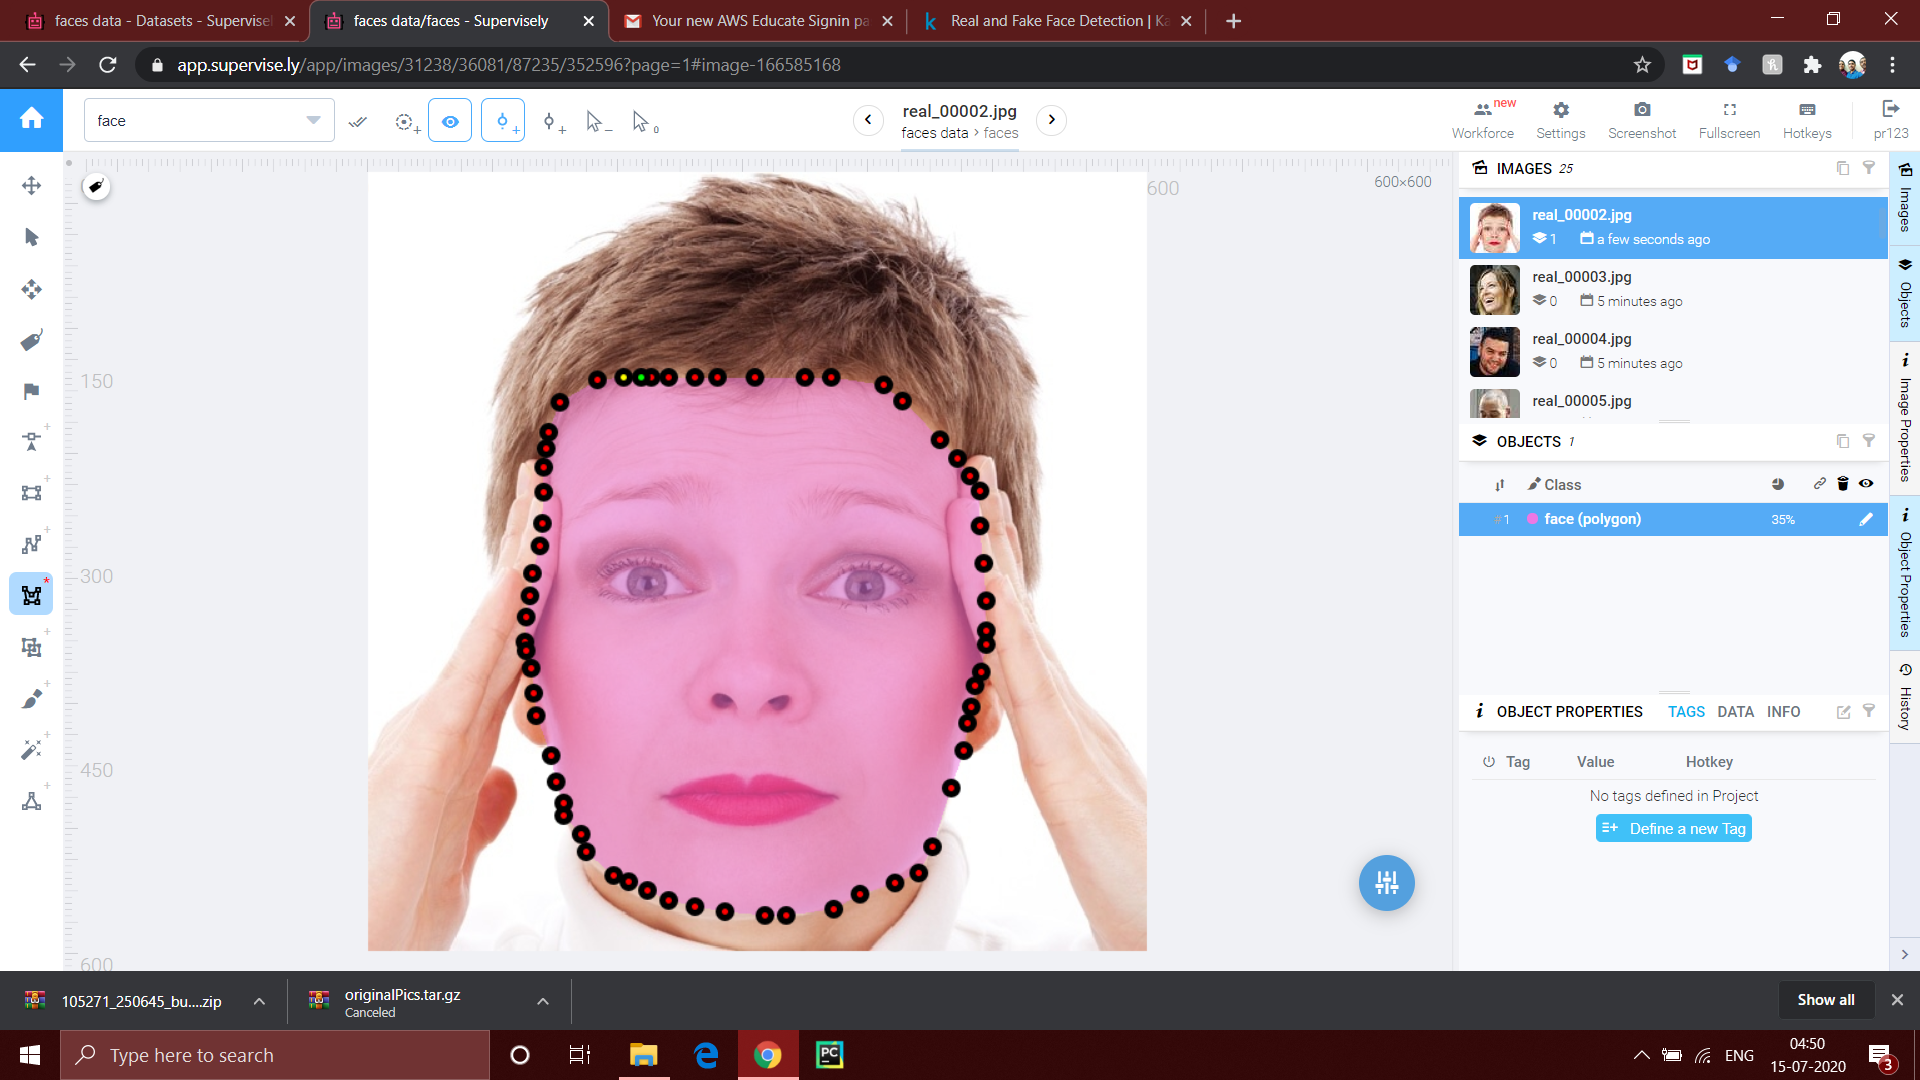 faces data - Datasets - Supervisel
faces data/faces - Supervisely
Your new AWS Educate Signin pa
Real and Fake Face Detection | Ka
app.supervise.ly/app/images/31238/36081/87235/352596?page=1#image-166585168
face
real_00002.jpg
faces data > faces
new
Workforce
Settings
Screenshot
Fullscreen
Hotkeys
pr123
600
600×600
150
300
450
600
IMAGES 25
real_00002.jpg
1 a few seconds ago
real_00003.jpg
0 5 minutes ago
real_00004.jpg
0 5 minutes ago
real_00005.jpg
OBJECTS 1
Class
#1 face (polygon) 35%
OBJECT PROPERTIES TAGS DATA INFO
Tag Value Hotkey
No tags defined in Project
Define a new Tag
Images
Objects
Image Properties
Object Properties
History
105271_250645_bu....zip
originalPics.tar.gz
Canceled
Show all
Type here to search
PC
ENG
04:50
15-07-2020
3